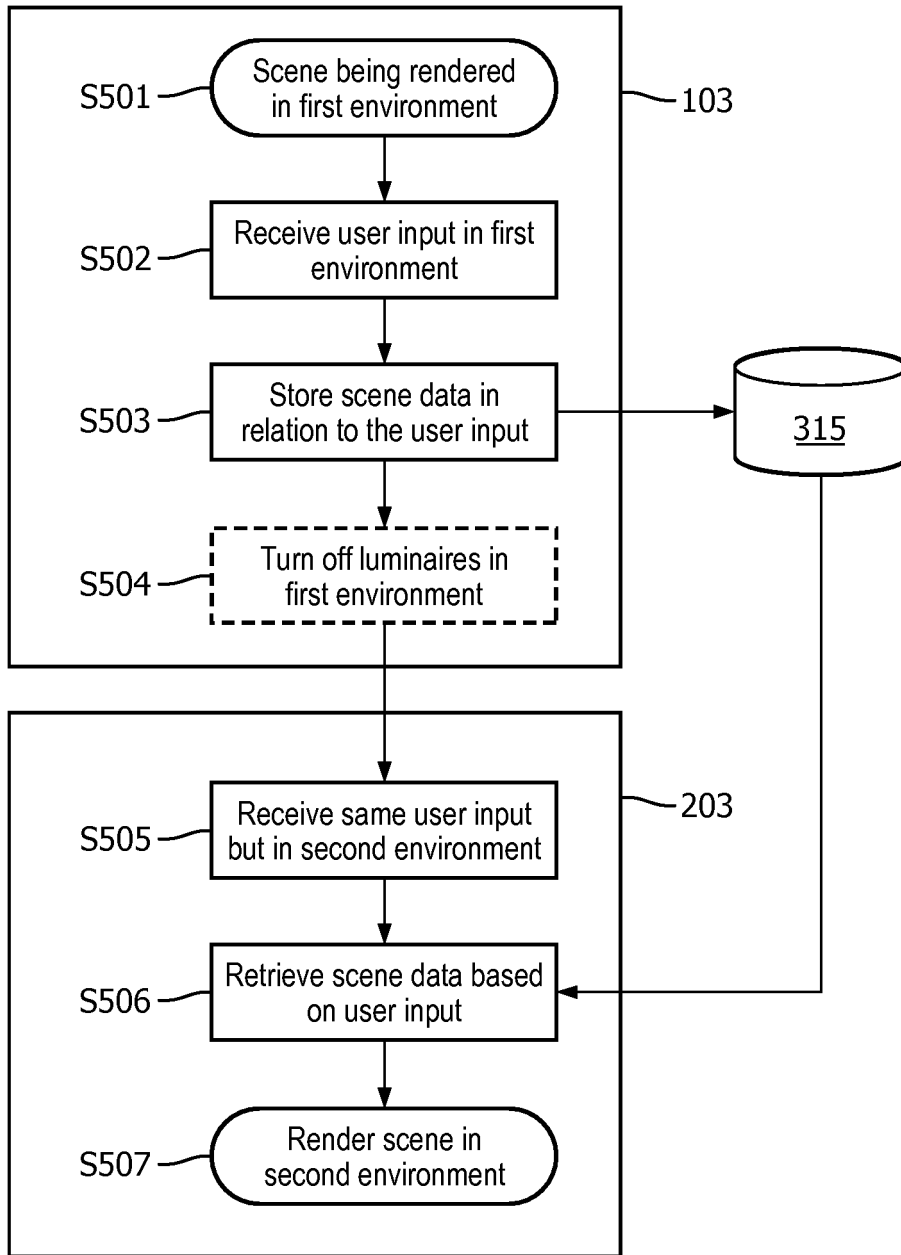 S501
Scene being rendered
in first environment
103
S502
Receive user input in first
environment
S503
Store scene data in
relation to the user input
315
S504
Turn off luminaires in
first environment
S505
Receive same user input
but in second environment
203
S506
Retrieve scene data based
on user input
S507
Render scene in
second environment